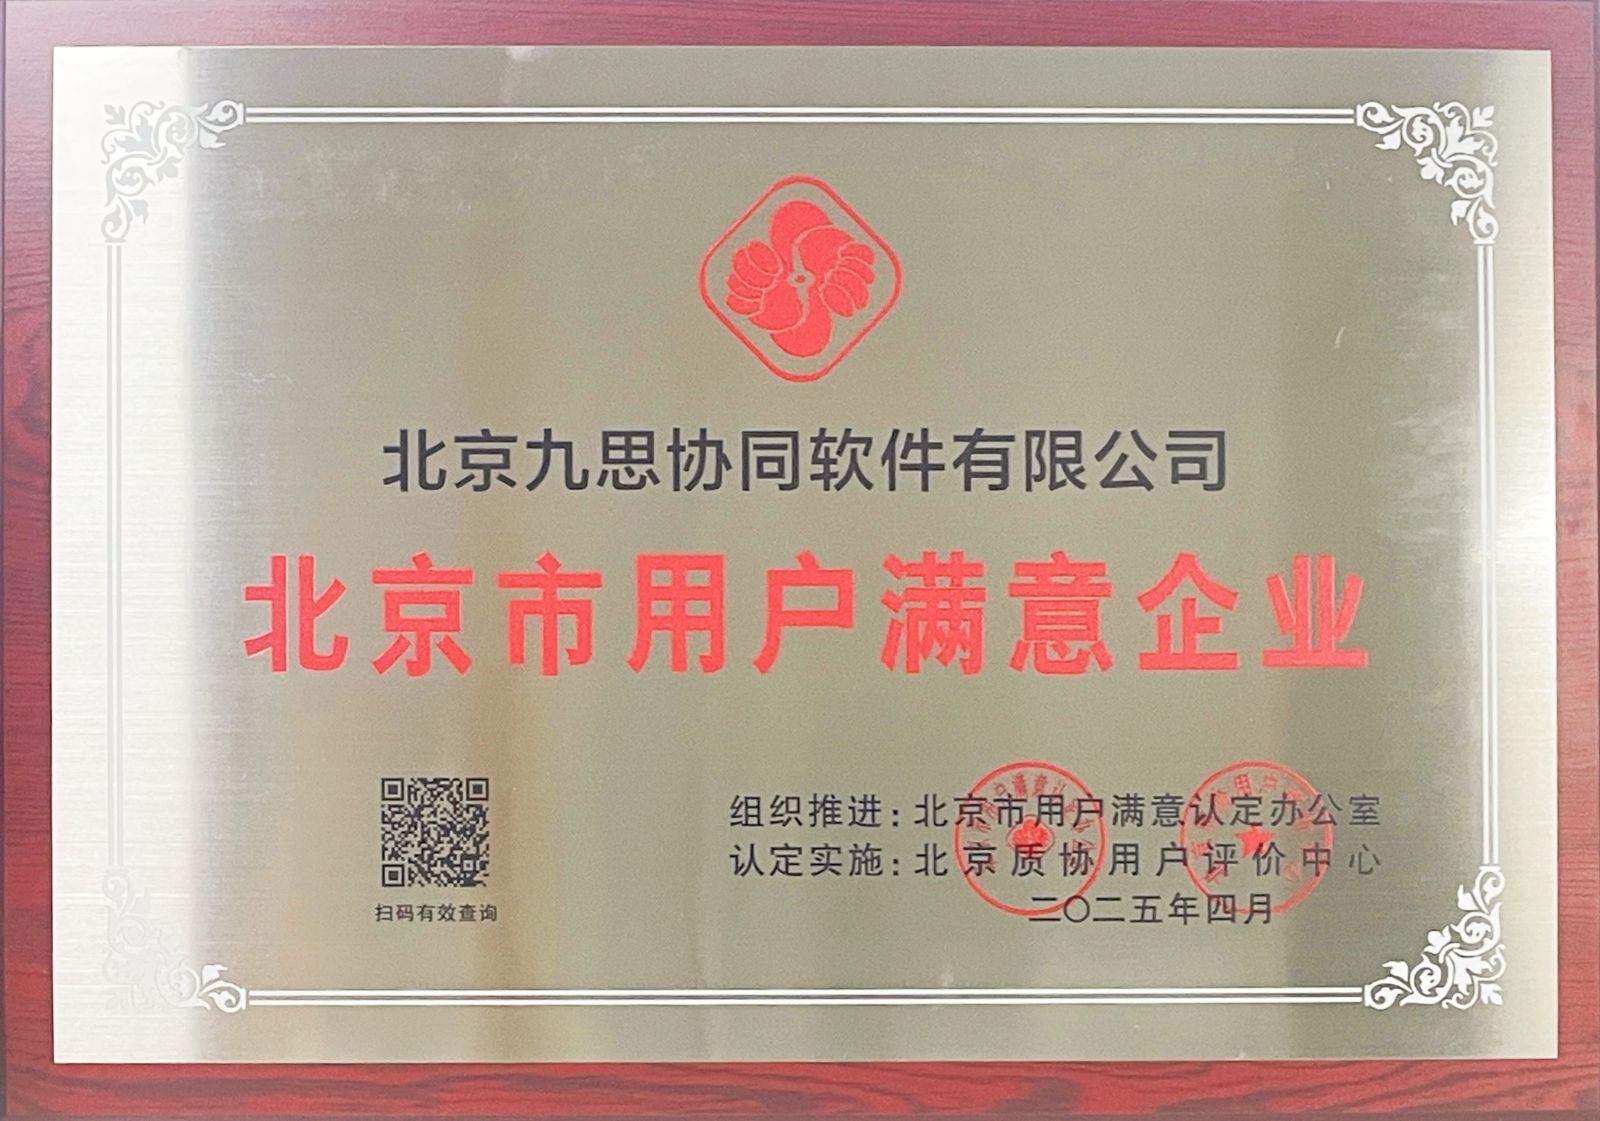 北京九思协同软件有限公司
北京市用户满意企业
组织推进：北京市用户满意认定办公室
认定实施：北京质协用户评价中心
二〇二五年四月
扫码有效查询